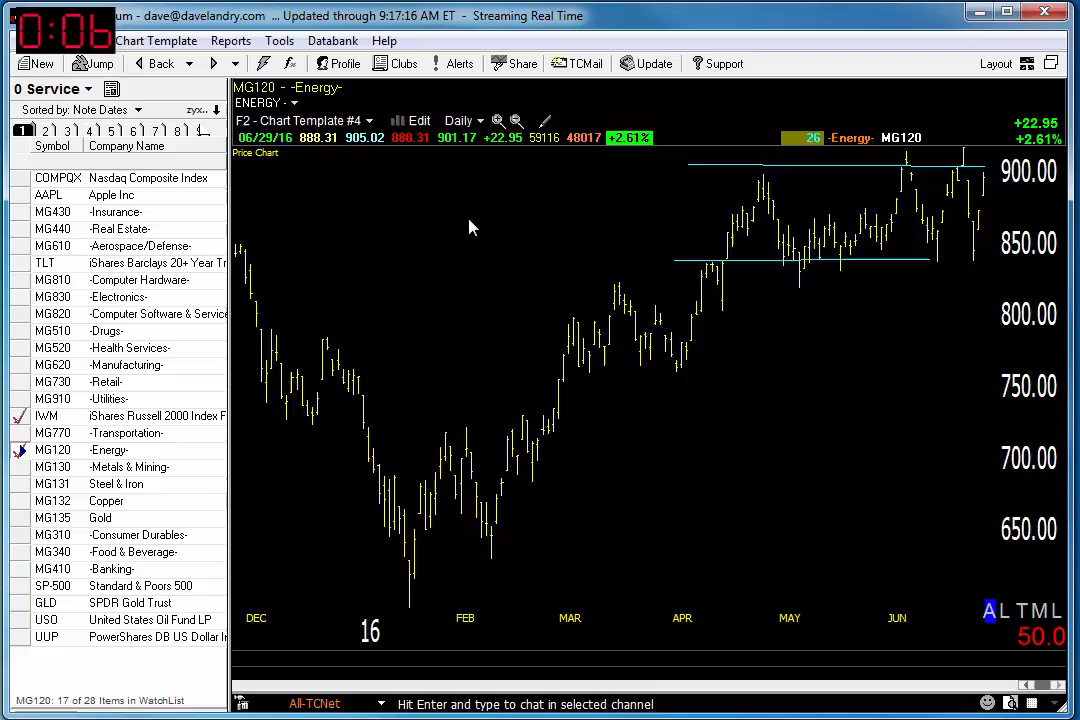 0:06
um - dave@davelandry.com ... Updated through 9:17:16 AM ET - Streaming Real Time
Chart Template Reports Tools Databank Help
New Jump Back Profile Clubs Alerts Share TCMail Update Support Layout
0 Service
Sorted by: Note Dates zyx..
1 2 3 4 5 6 7 8
Symbol Company Name
COMPQX Nasdaq Composite Index
AAPL Apple Inc
MG430 -Insurance-
MG440 -Real Estate-
MG610 -Aerospace/Defense-
TLT iShares Barclays 20+ Year Tr
MG810 -Computer Hardware-
MG830 -Electronics-
MG820 -Computer Software & Service
MG510 -Drugs-
MG520 -Health Services-
MG620 -Manufacturing-
MG730 -Retail-
MG910 -Utilities-
IWM iShares Russell 2000 Index F
MG770 -Transportation-
MG120 -Energy-
MG130 -Metals & Mining-
MG131 Steel & Iron
MG132 Copper
MG135 Gold
MG310 -Consumer Durables-
MG340 -Food & Beverage-
MG410 -Banking-
SP-500 Standard & Poors 500
GLD SPDR Gold Trust
USO United States Oil Fund LP
UUP PowerShares DB US Dollar In
MG120: 17 of 28 Items in WatchList
MG120 - -Energy-
ENERGY -
F2 - Chart Template #4 Edit Daily
06/29/16 888.31 905.02 888.31 901.17 +22.95 59116 48017 +2.61% 26 -Energy- MG120
+22.95
+2.61%
Price Chart
900.00
850.00
800.00
750.00
700.00
650.00
DEC 16 FEB MAR APR MAY JUN
A L T M L
50.0
All-TCNet Hit Enter and type to chat in selected channel